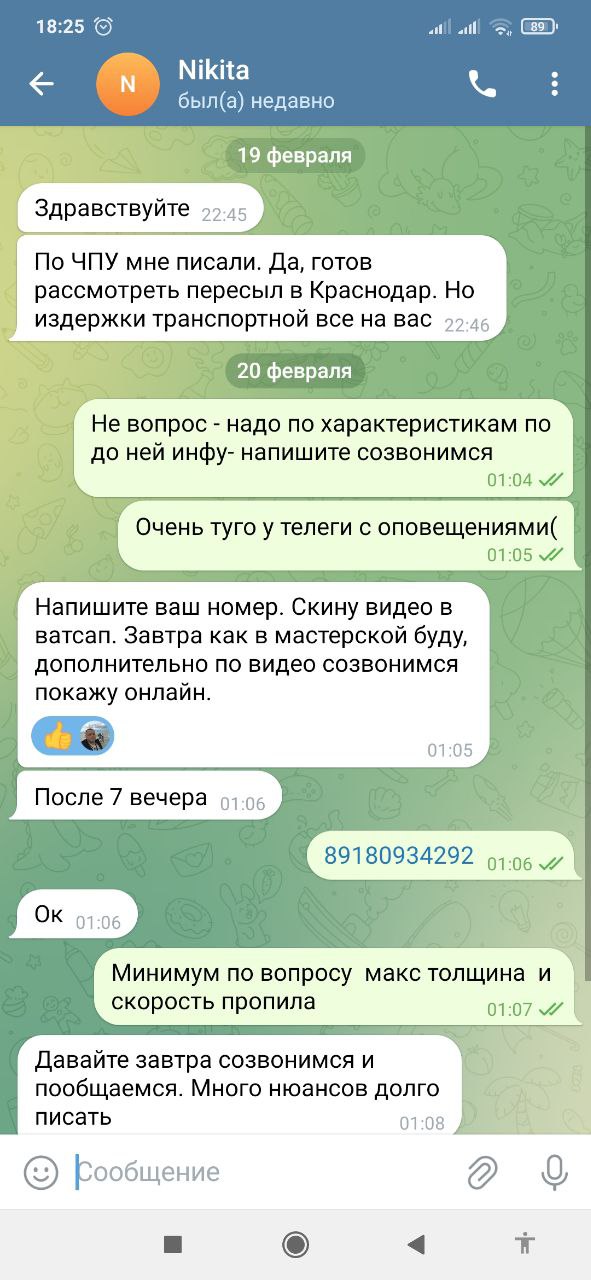 18:25
89
N
Nikita
был(а) недавно
19 февраля
Здравствуйте 22:45
По ЧПУ мне писали. Да, готов
рассмотреть пересыл в Краснодар. Но
издержки транспортной все на вас 22:46
20 февраля
Не вопрос - надо по характеристикам по
до ней инфу- напишите созвонимся
01:04
Очень туго у телеги с оповещениями(
01:05
Напишите ваш номер. Скину видео в
ватсап. Завтра как в мастерской буду,
дополнительно по видео созвонимся
покажу онлайн.
01:05
После 7 вечера 01:06
89180934292 01:06
Ок 01:06
Минимум по вопросу макс толщина и
скорость пропила 01:07
Давайте завтра созвонимся и
пообщаемся. Много нюансов долго
писать 01:08
Сообщение